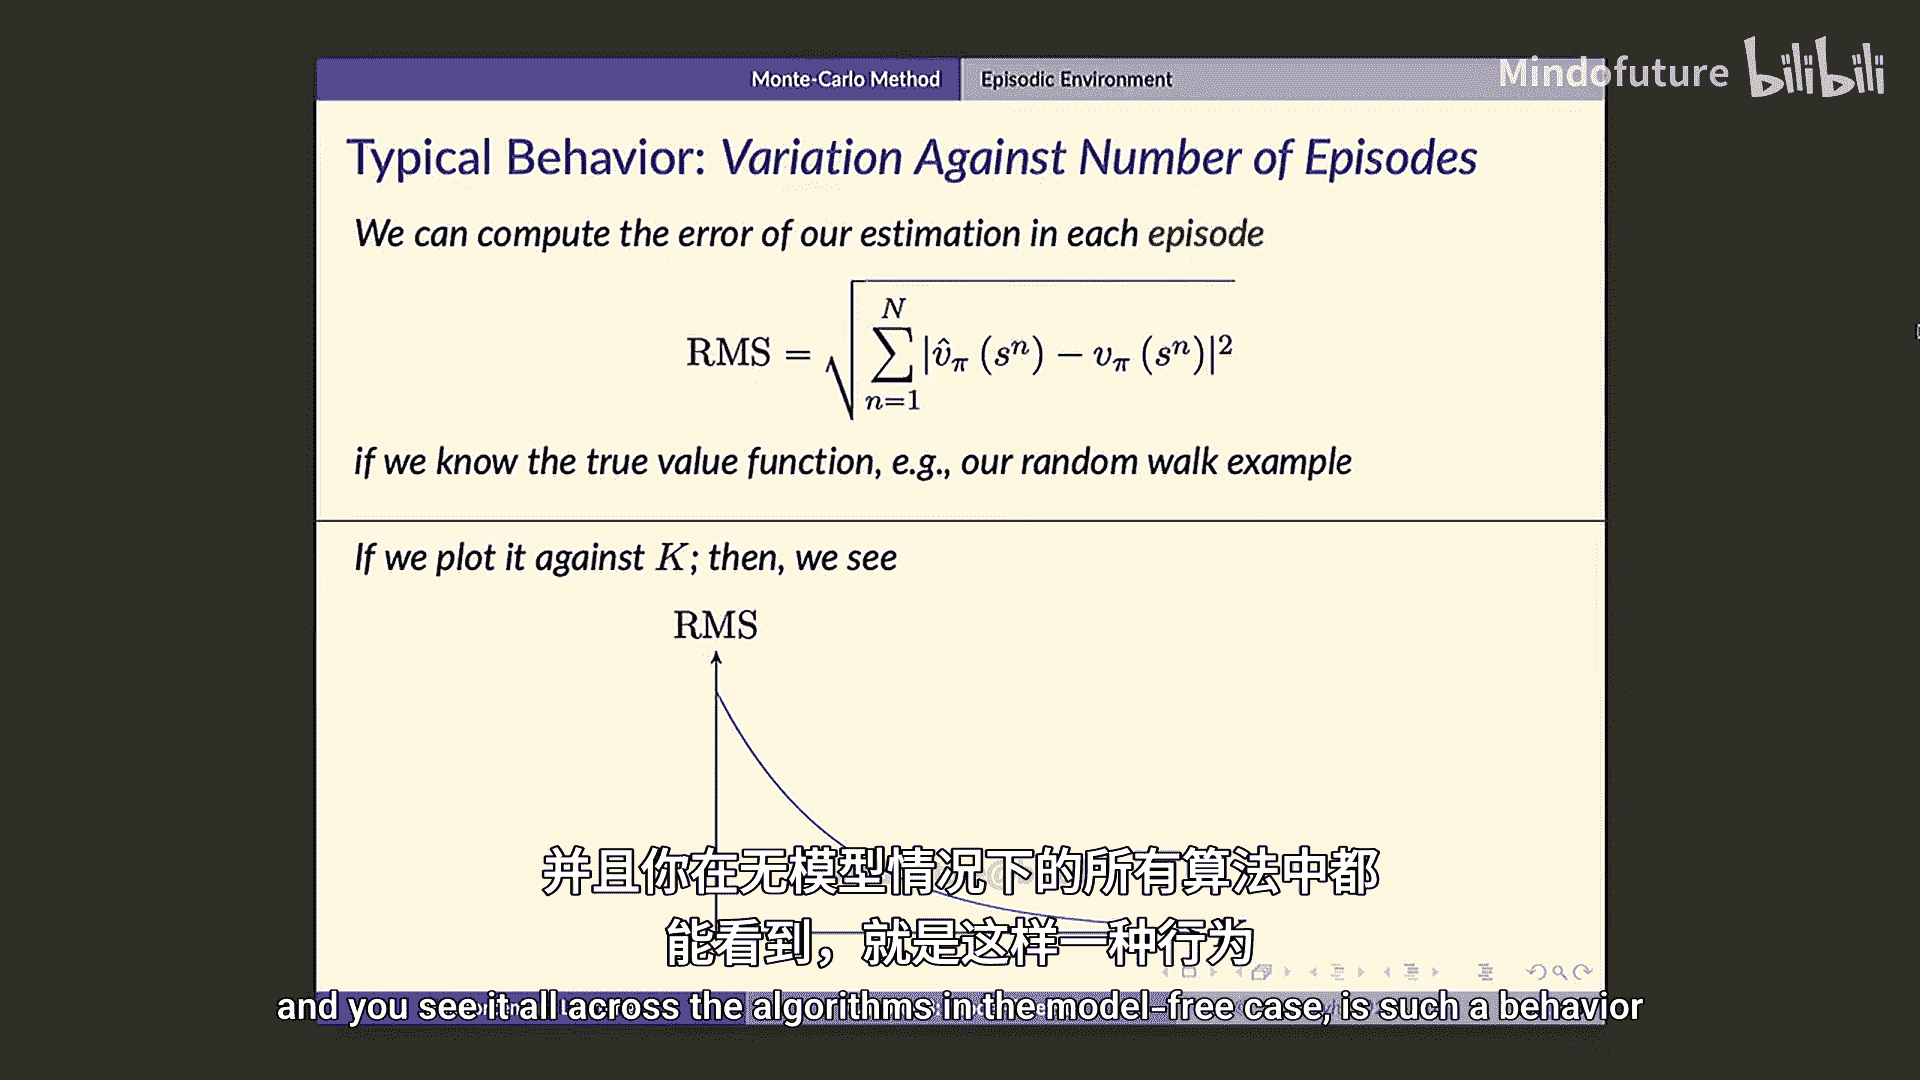 Monte-Carlo Method Episodic Environment
Mindofuture bilibili
Typical Behavior: Variation Against Number of Episodes
We can compute the error of our estimation in each episode
RMS = √ ∑_{n=1}^{N} |v̂_π (sⁿ) − v_π (sⁿ)|²
if we know the true value function, e.g., our random walk example
If we plot it against K; then, we see
RMS
并且你在无模型情况下的所有算法中都
能看到，就是这样一种行为
and you see it all across the algorithms in the model-free case, is such a behavior